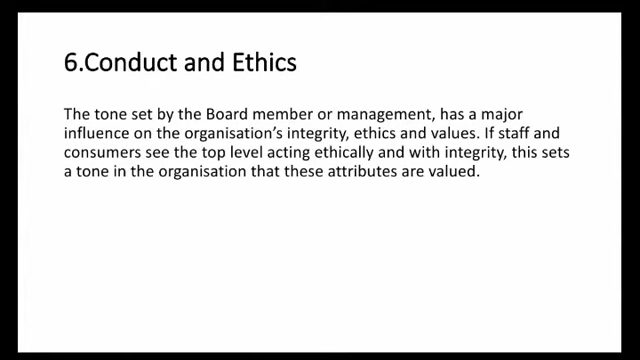 6.Conduct and Ethics
The tone set by the Board member or management, has a major
influence on the organisation's integrity, ethics and values. If staff and
consumers see the top level acting ethically and with integrity, this sets
a tone in the organisation that these attributes are valued.